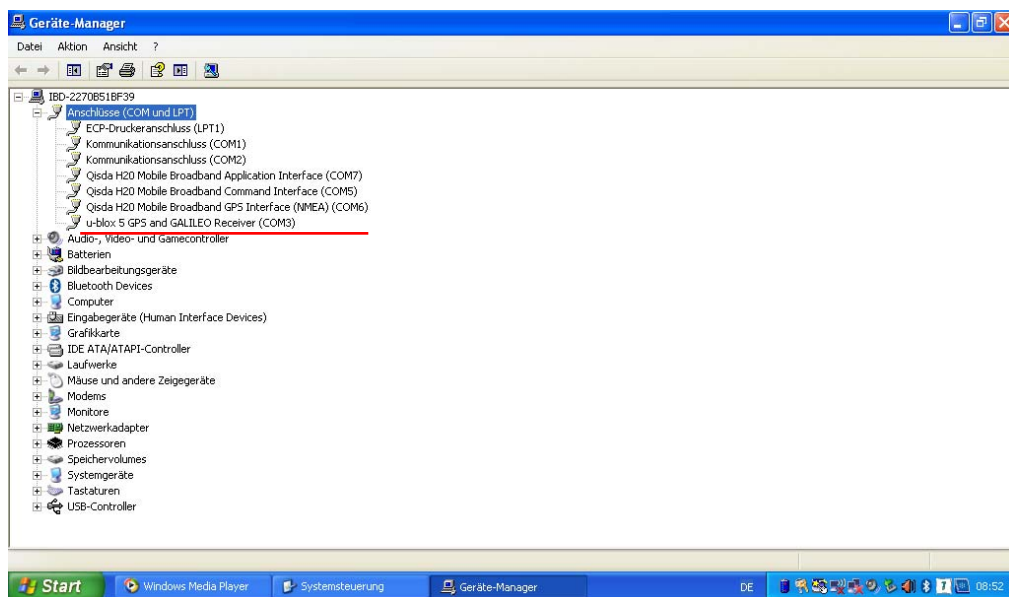 Geräte-Manager
Datei Aktion Ansicht ?
IBD-2270B51BF39
Anschlüsse (COM und LPT)
ECP-Druckeranschluss (LPT1)
Kommunikationsanschluss (COM1)
Kommunikationsanschluss (COM2)
Qisda H20 Mobile Broadband Application Interface (COM7)
Qisda H20 Mobile Broadband Command Interface (COM5)
Qisda H20 Mobile Broadband GPS Interface (NMEA) (COM6)
u-blox 5 GPS and GALILEO Receiver (COM3)
Audio-, Video- und Gamecontroller
Batterien
Bildbearbeitungsgeräte
Bluetooth Devices
Computer
Eingabegeräte (Human Interface Devices)
Grafikkarte
IDE ATA/ATAPI-Controller
Laufwerke
Mäuse und andere Zeigegeräte
Modems
Monitore
Netzwerkadapter
Prozessoren
Speichervolumes
Systemgeräte
Tastaturen
USB-Controller
Start Windows Media Player Systemsteuerung Geräte-Manager DE 08:52